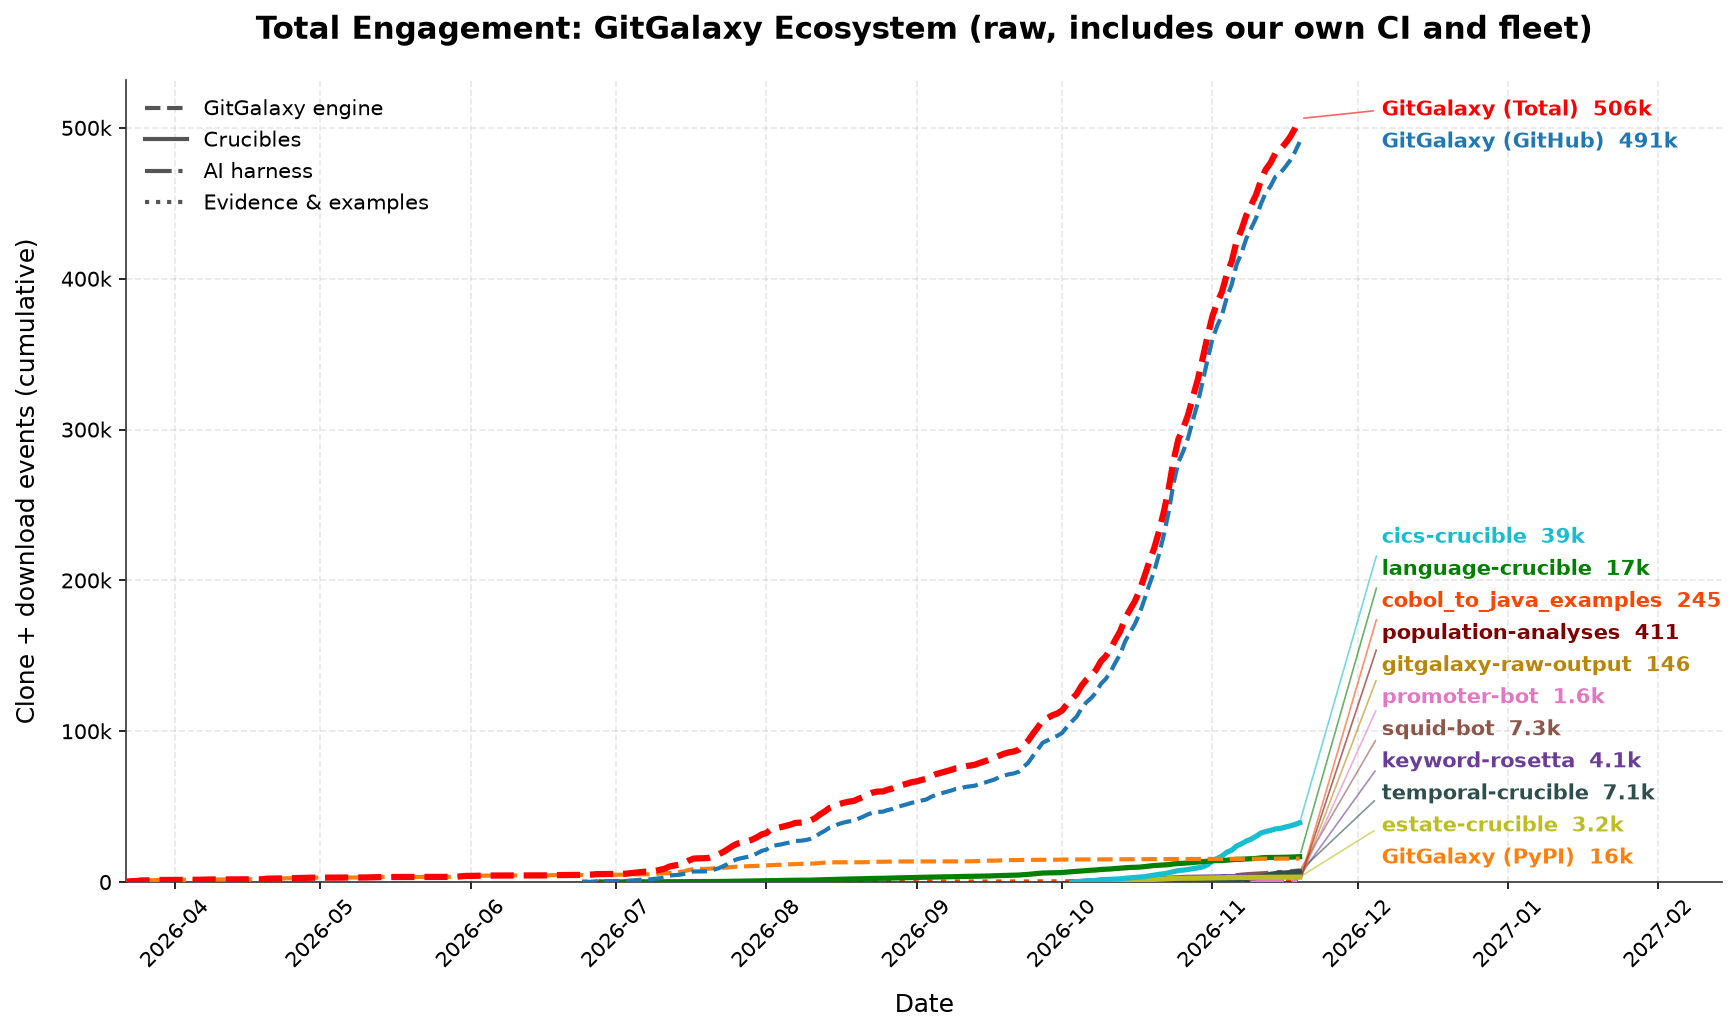 Total Engagement: GitGalaxy Ecosystem (raw, includes our own CI and fleet)
GitGalaxy engine
Crucibles
AI harness
Evidence & examples
GitGalaxy (Total)  506k
GitGalaxy (GitHub)  491k
cics-crucible  39k
language-crucible  17k
cobol_to_java_examples  245
population-analyses  411
gitgalaxy-raw-output  146
promoter-bot  1.6k
squid-bot  7.3k
keyword-rosetta  4.1k
temporal-crucible  7.1k
estate-crucible  3.2k
GitGalaxy (PyPI)  16k
Clone + download events (cumulative)
500k
400k
300k
200k
100k
0
2026-04
2026-05
2026-06
2026-07
2026-08
2026-09
2026-10
2026-11
2026-12
2027-01
2027-02
Date